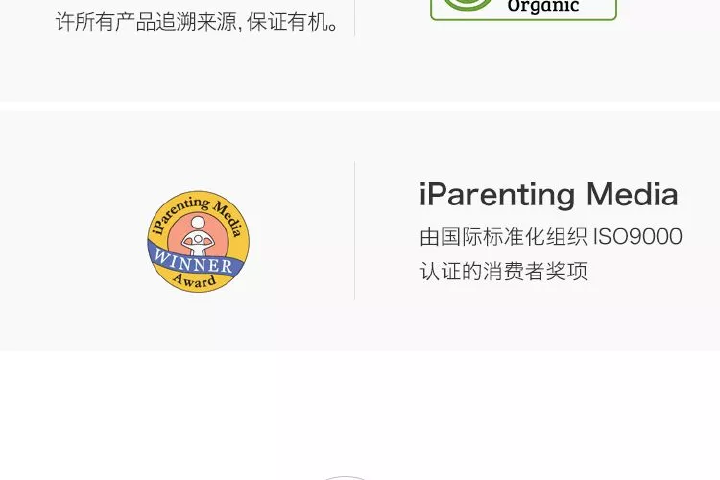 许所有产品追溯来源, 保证有机。
Organic
iParenting Media
WINNER
Award
iParenting Media
由国际标准化组织 ISO9000
认证的消费者奖项